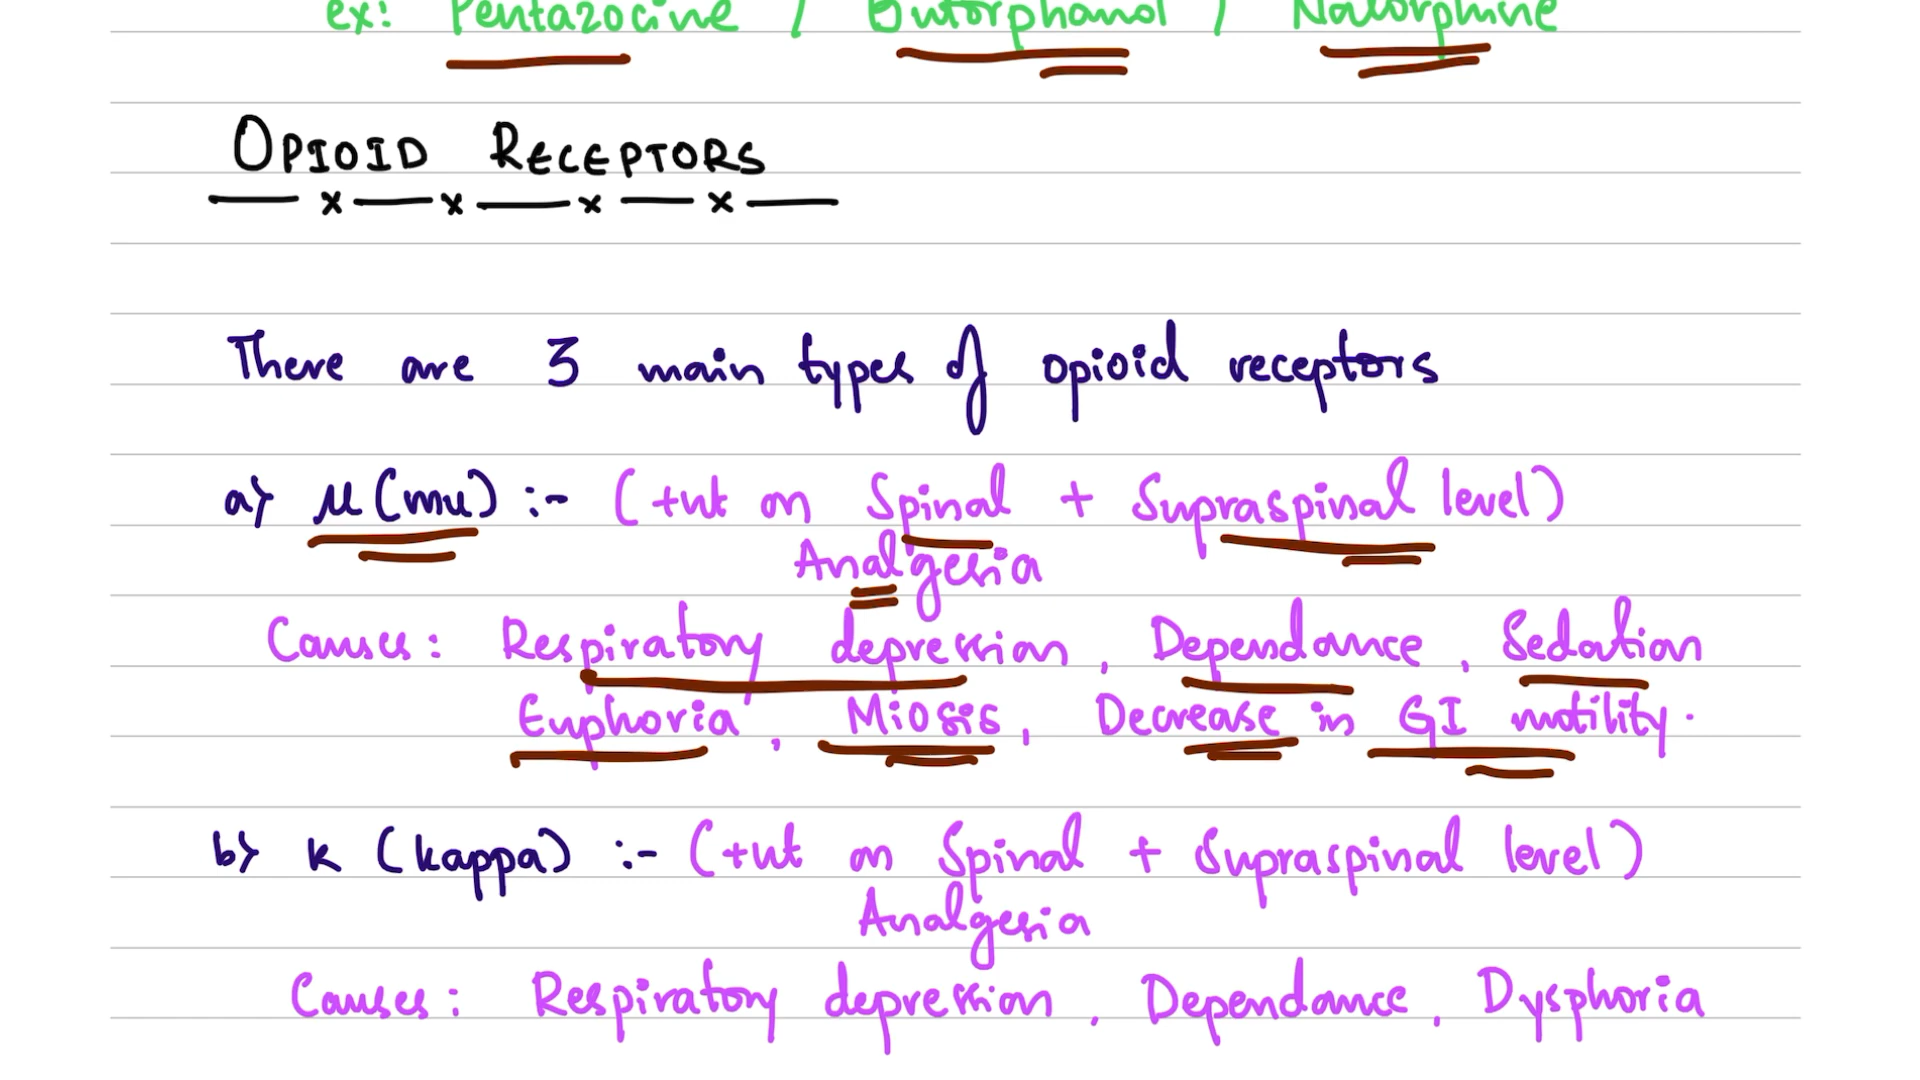 ex: Pentazocine / Butorphanol / Nalorphine
OPIOID RECEPTORS
There are 3 main types of opioid receptors
a) μ (mu) :- (+nt on Spinal + Supraspinal level)
Analgesia
Causes: Respiratory depression, Dependance, Sedation
Euphoria, Miosis, Decrease in GI motility.
b) K (kappa) :- (+nt on Spinal + Supraspinal level)
Analgesia
Causes: Respiratory depression, Dependance, Dysphoria